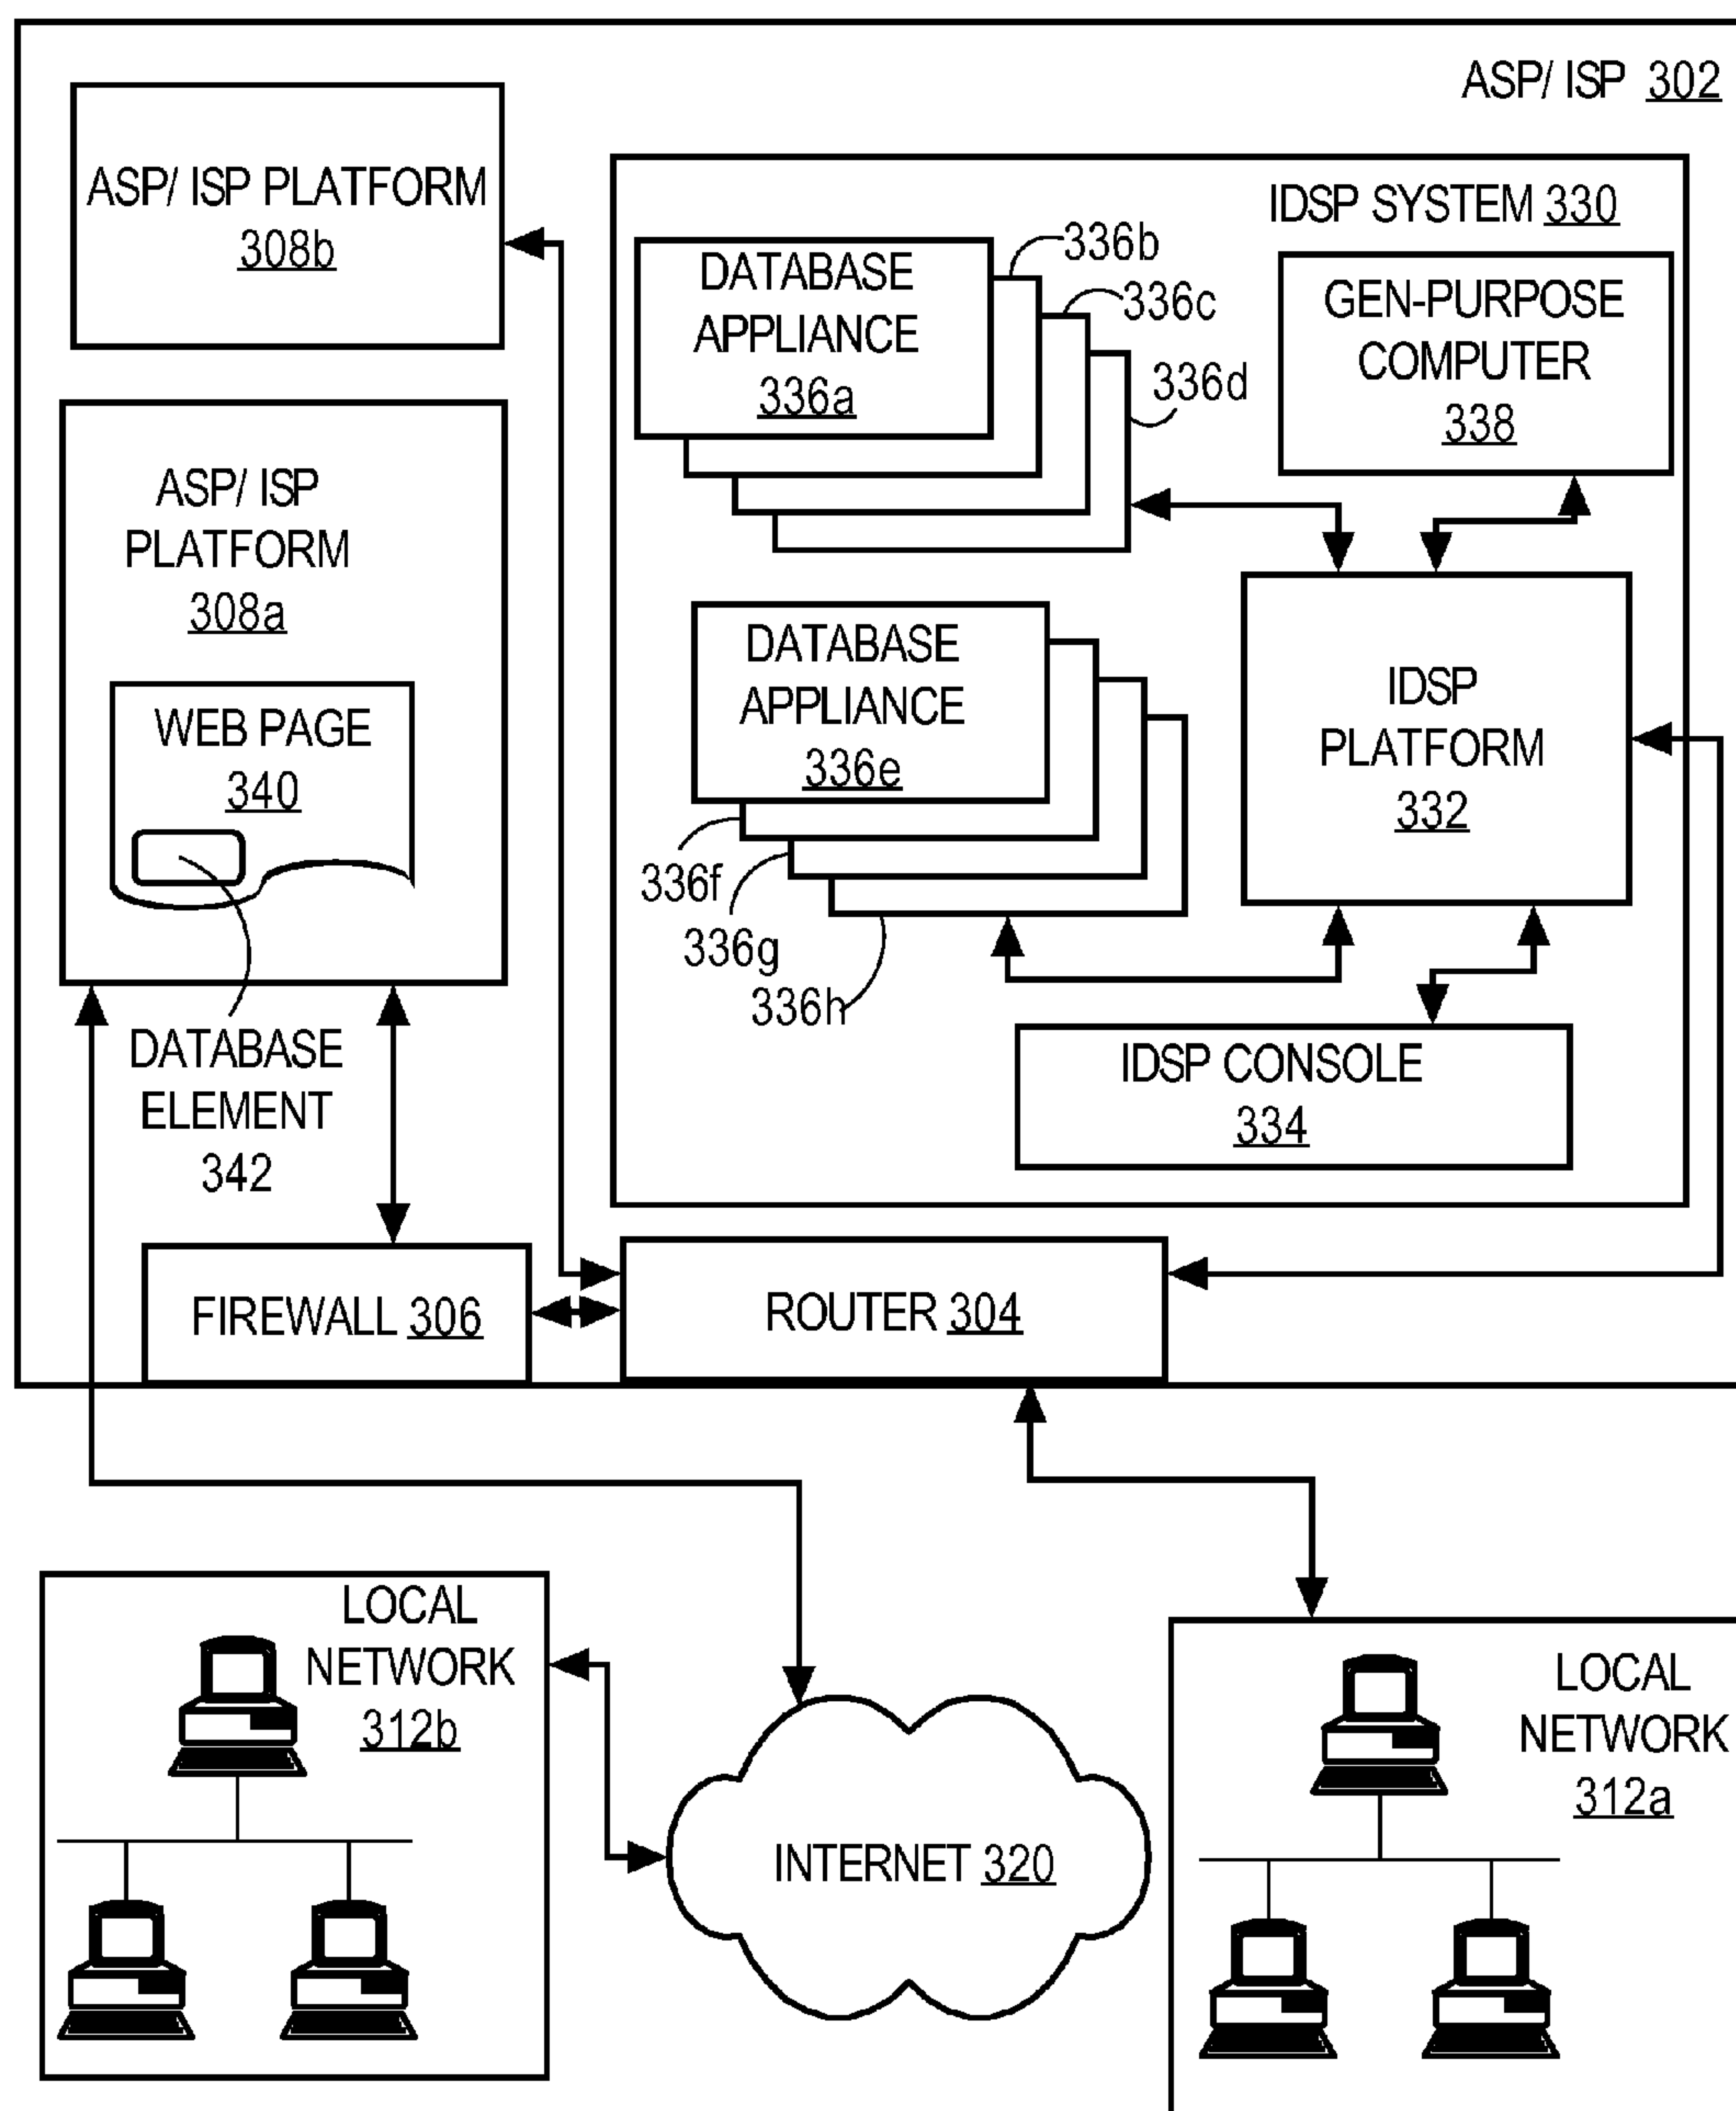 ASP/ ISP 302
ASP/ ISP PLATFORM
308b
IDSP SYSTEM 330
DATABASE
APPLIANCE
336a
336b
336c
336d
GEN-PURPOSE
COMPUTER
338
ASP/ ISP
PLATFORM
308a
WEB PAGE
340
DATABASE
APPLIANCE
336e
336f
336g
336h
IDSP
PLATFORM
332
DATABASE
ELEMENT
342
IDSP CONSOLE
334
FIREWALL 306
ROUTER 304
LOCAL
NETWORK
312b
INTERNET 320
LOCAL
NETWORK
312a